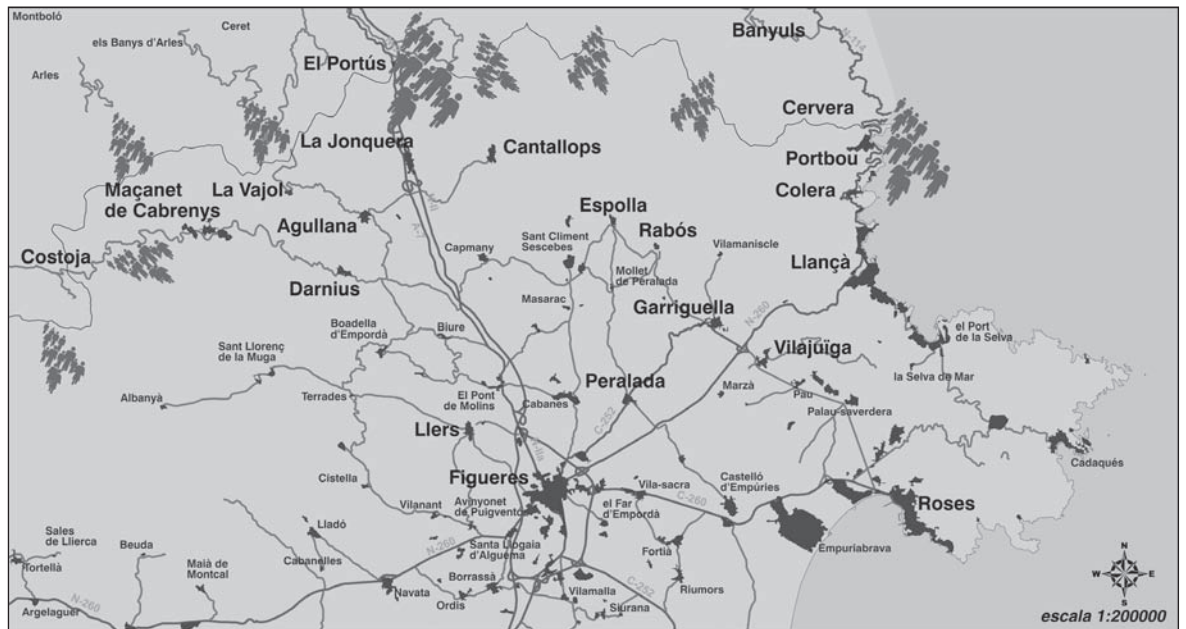 Montboló
Ceret
els Banys d'Arles
Arles
Banyuls
N-114
El Portús
Cervera
La Jonquera
Cantallops
Portbou
Colera
Maçanet
de Cabrenys
La Vajol
Agullana
Espolla
Rabós
Sant Climent
Sescebes
Vilamaniscle
Capmany
A-7
N-II
Costoja
Darnius
Mollet
de Peralada
Llançà
Masarac
Garriguella
N-260
Boadella
d'Empordà
Biure
el Port
de la Selva
Sant Llorenç
de la Muga
Vilajuïga
la Selva de Mar
Peralada
Albanyà
Terrades
El Pont
de Molins
Cabanes
Marzà
Pau
Palau-saverdera
C-252
Llers
N-IIa
Cadaqués
Figueres
Cistella
Vila-sacra
Castelló
d'Empúries
C-260
Vilanant
Avinyonet
de Puigventós
el Far
d'Empordà
Roses
Lladó
Sales
de Llierca
Beuda
N-260
Santa Llogaia
d'Alguema
Fortià
Empuriabrava
Cabanelles
Tortellà
Maià de
Montcal
Borrassà
Navata
Ordis
Vilamalla
C-252
Riumors
Siurana
Argelaguer
N-260
N
W
E
S
escala 1:200000